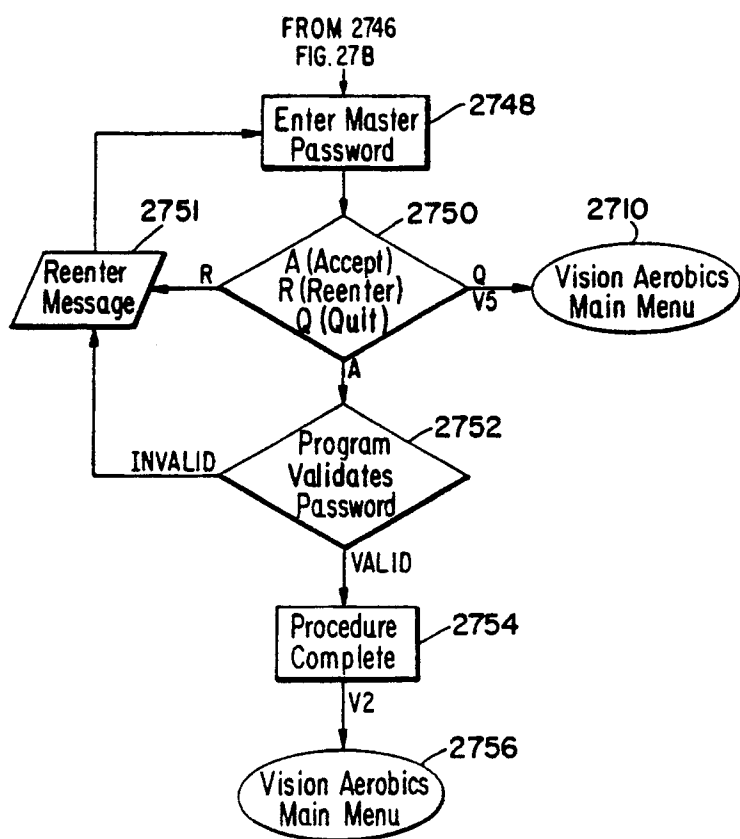 FROM 2746
FIG. 27B
Enter Master
Password
2748
2751
Reenter
Message
2750
A (Accept)
R (Reenter)
Q (Quit)
R
Q
V5
A
2710
Vision Aerobics
Main Menu
2752
Program
Validates
Password
INVALID
VALID
Procedure
Complete
2754
V2
2756
Vision Aerobics
Main Menu